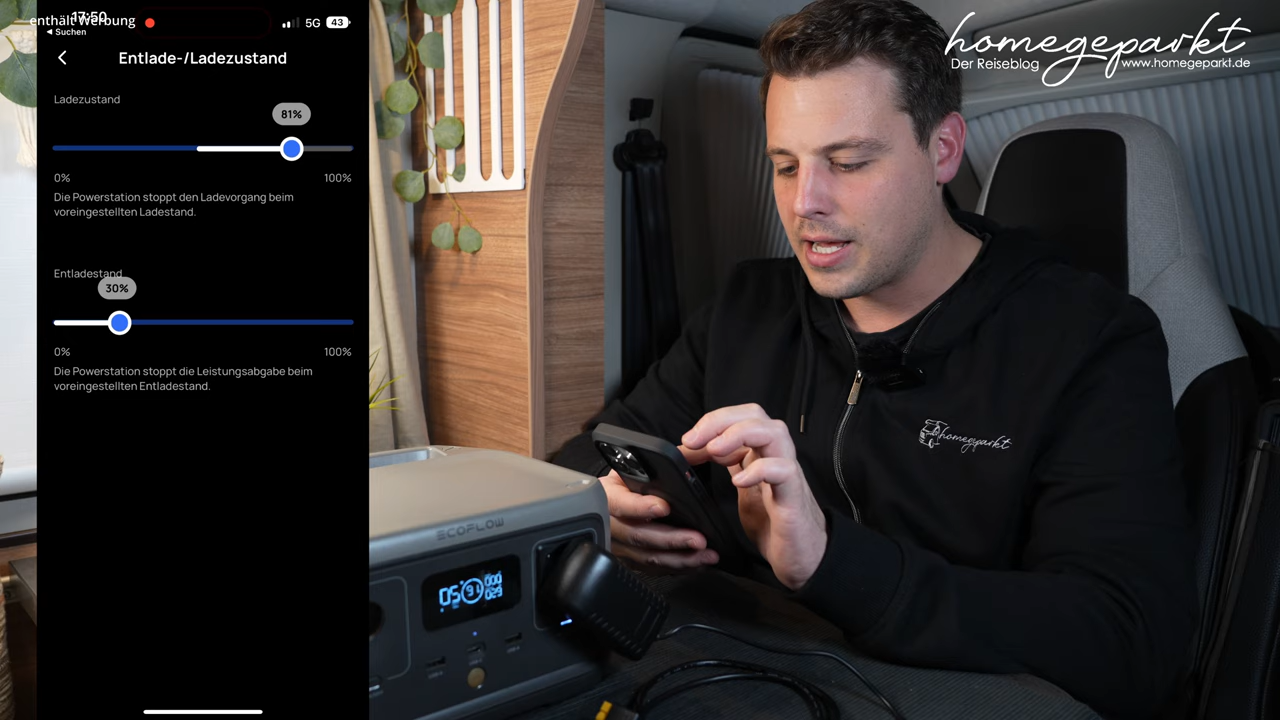 enthält Werbung
17:50
5G
43
◀ Suchen
Entlade-/Ladezustand
Ladezustand
81%
0%
100%
Die Powerstation stoppt den Ladevorgang beim
voreingestellten Ladestand.
Entladestand
30%
0%
100%
Die Powerstation stoppt die Leistungsabgabe beim
voreingestellten Entladestand.
homegeparkt
Der Reiseblog
www.homegeparkt.de
homegeparkt
ECOFLOW